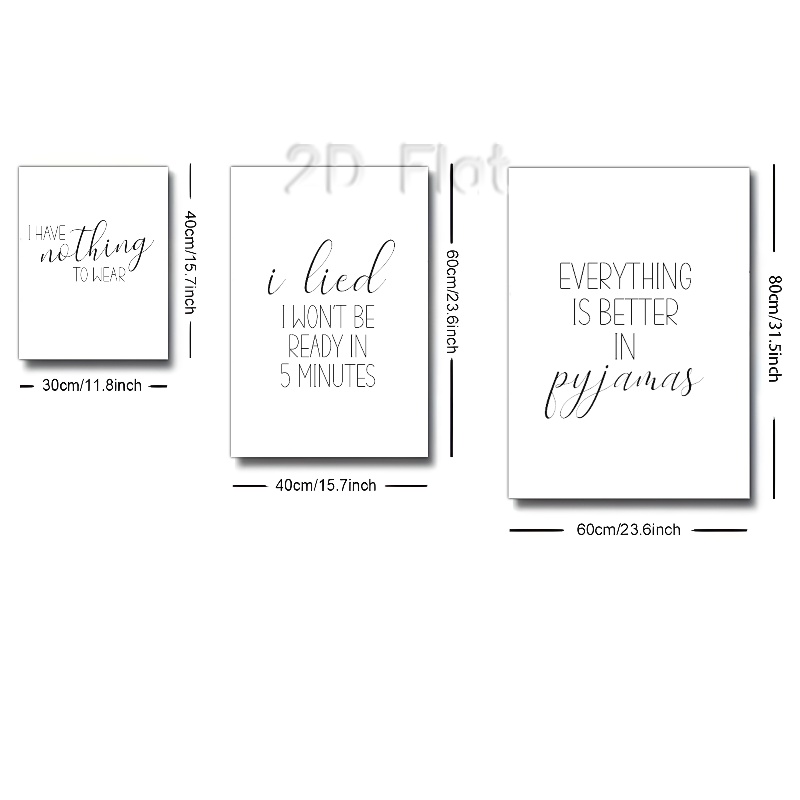 2D Flat
I HAVE
nothing
TO WEAR
40cm/15.7inch
30cm/11.8inch
i lied
I WON'T BE
READY IN
5 MINUTES
60cm/23.6inch
40cm/15.7inch
EVERYTHING
IS BETTER
IN
pyjamas
80cm/31.5inch
60cm/23.6inch